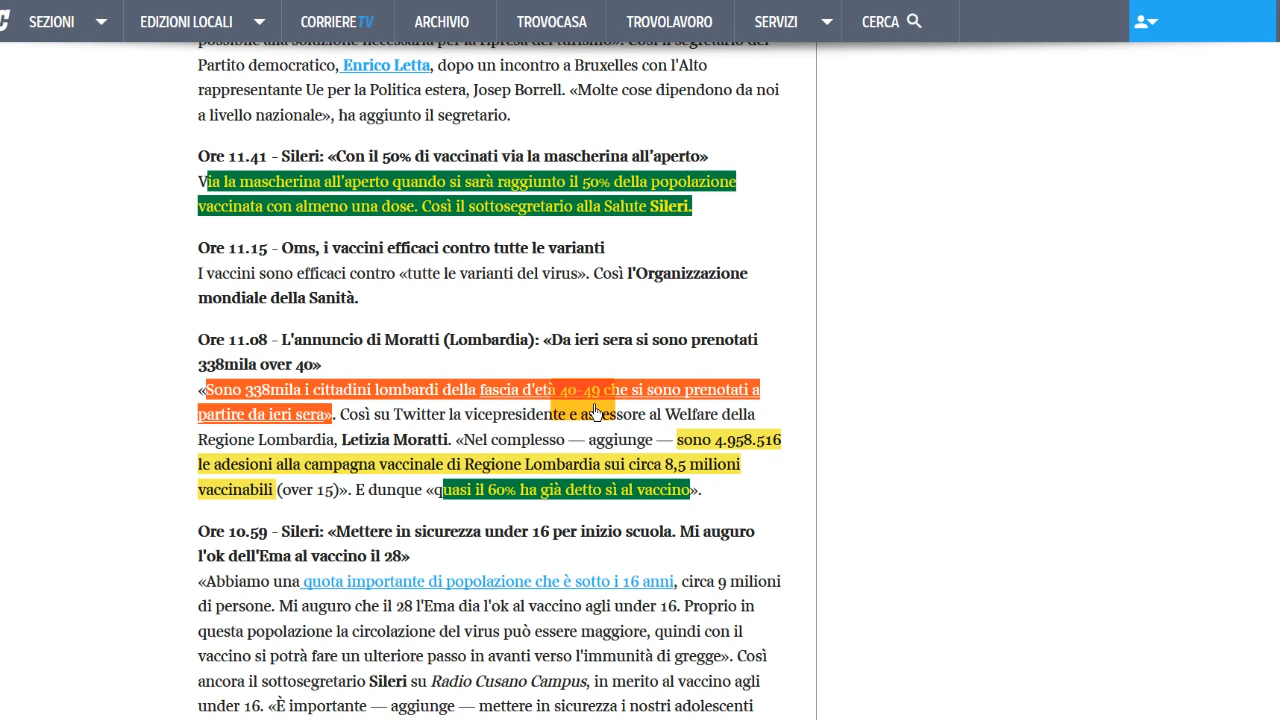 SEZIONI EDIZIONI LOCALI CORRIERETV ARCHIVIO TROVOCASA TROVOLAVORO SERVIZI CERCA
possibile alla soluzione necessaria per la ripresa del turismo». Così il segretario del
Partito democratico, Enrico Letta, dopo un incontro a Bruxelles con l'Alto
rappresentante Ue per la Politica estera, Josep Borrell. «Molte cose dipendono da noi
a livello nazionale», ha aggiunto il segretario.
Ore 11.41 - Sileri: «Con il 50% di vaccinati via la mascherina all’aperto»
Via la mascherina all’aperto quando si sarà raggiunto il 50% della popolazione
vaccinata con almeno una dose. Così il sottosegretario alla Salute Sileri.
Ore 11.15 - Oms, i vaccini efficaci contro tutte le varianti
I vaccini sono efficaci contro «tutte le varianti del virus». Così l'Organizzazione
mondiale della Sanità.
Ore 11.08 - L'annuncio di Moratti (Lombardia): «Da ieri sera si sono prenotati
338mila over 40»
«Sono 338mila i cittadini lombardi della fascia d'età 40-49 che si sono prenotati a
partire da ieri sera». Così su Twitter la vicepresidente e assessore al Welfare della
Regione Lombardia, Letizia Moratti. «Nel complesso — aggiunge — sono 4.958.516
le adesioni alla campagna vaccinale di Regione Lombardia sui circa 8,5 milioni
vaccinabili (over 15)». E dunque «quasi il 60% ha già detto sì al vaccino».
Ore 10.59 - Sileri: «Mettere in sicurezza under 16 per inizio scuola. Mi auguro
l'ok dell'Ema al vaccino il 28»
«Abbiamo una quota importante di popolazione che è sotto i 16 anni, circa 9 milioni
di persone. Mi auguro che il 28 l'Ema dia l'ok al vaccino agli under 16. Proprio in
questa popolazione la circolazione del virus può essere maggiore, quindi con il
vaccino si potrà fare un ulteriore passo in avanti verso l'immunità di gregge». Così
ancora il sottosegretario Sileri su Radio Cusano Campus, in merito al vaccino agli
under 16. «È importante — aggiunge — mettere in sicurezza i nostri adolescenti